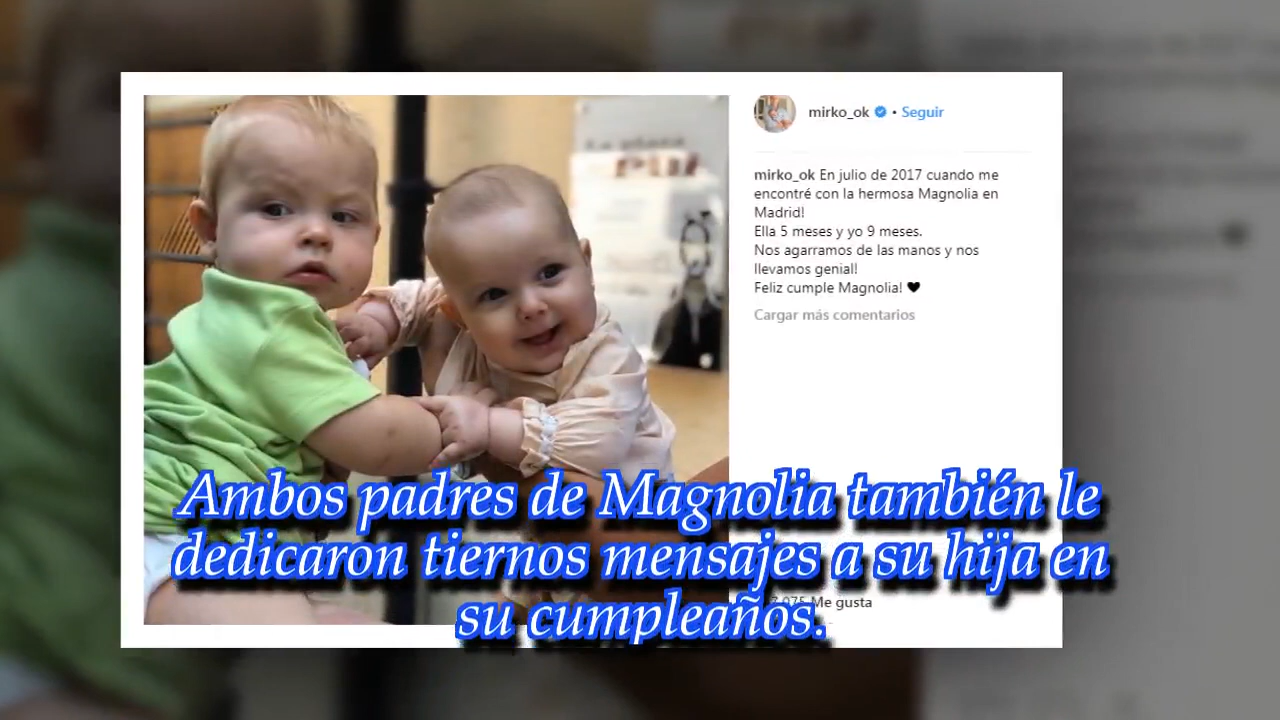 mirko_ok • Seguir
mirko_ok En julio de 2017 cuando me
encontré con la hermosa Magnolia en
Madrid!
Ella 5 meses y yo 9 meses.
Nos agarramos de las manos y nos
llevamos genial!
Feliz cumple Magnolia! 🖤
Cargar más comentarios
Ambos padres de Magnolia también le
dedicaron tiernos mensajes a su hija en
su cumpleaños.
Me gusta